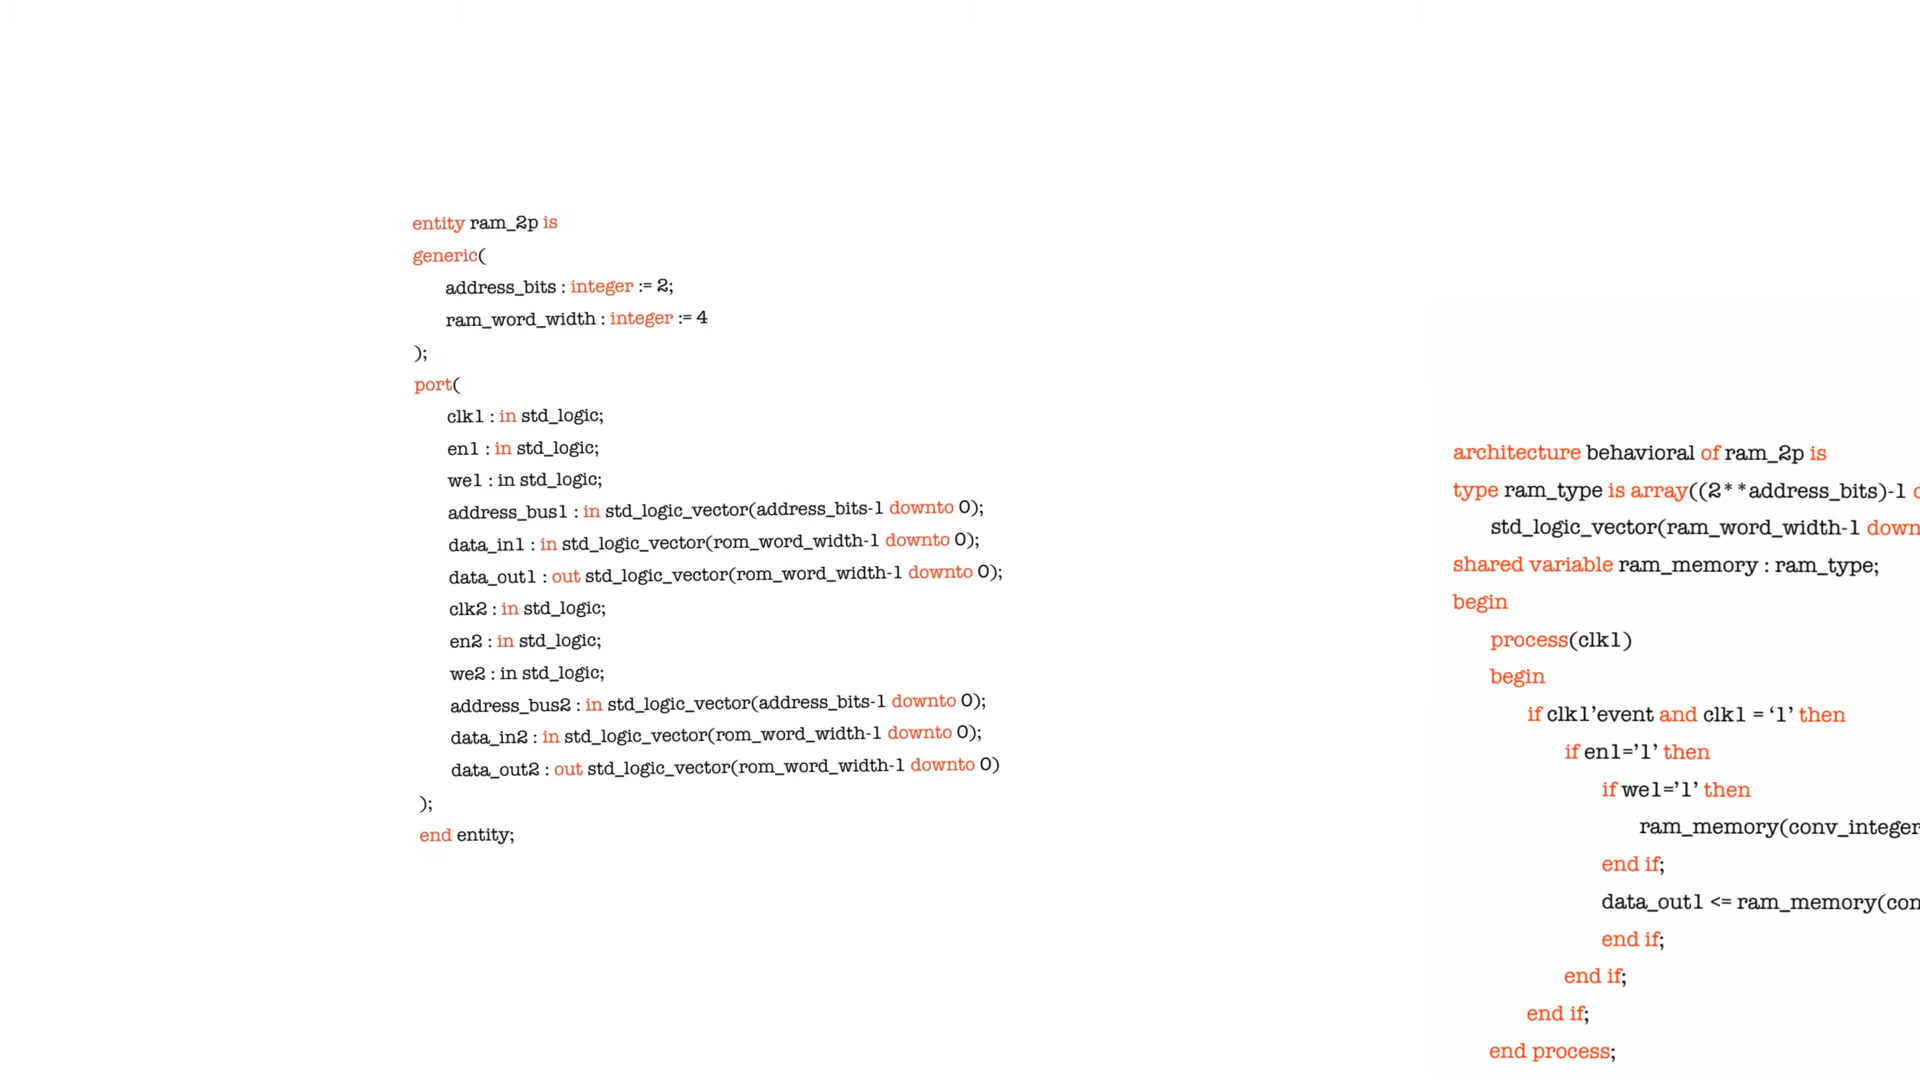 entity ram_2p is
generic(
address_bits : integer := 2;
ram_word_width : integer := 4
);
port(
clk1 : in std_logic;
en1 : in std_logic;
we1 : in std_logic;
address_bus1 : in std_logic_vector(address_bits-1 downto 0);
data_in1 : in std_logic_vector(rom_word_width-1 downto 0);
data_out1 : out std_logic_vector(rom_word_width-1 downto 0);
clk2 : in std_logic;
en2 : in std_logic;
we2 : in std_logic;
address_bus2 : in std_logic_vector(address_bits-1 downto 0);
data_in2 : in std_logic_vector(rom_word_width-1 downto 0);
data_out2 : out std_logic_vector(rom_word_width-1 downto 0)
);
end entity;
architecture behavioral of ram_2p is
type ram_type is array((2**address_bits)-1
std_logic_vector(ram_word_width-1 down
shared variable ram_memory : ram_type;
begin
process(clk1)
begin
if clk1’event and clk1 = ‘1’ then
if en1=’1’ then
if we1=’1’ then
ram_memory(conv_integer
end if;
data_out1 <= ram_memory(con
end if;
end if;
end if;
end process;